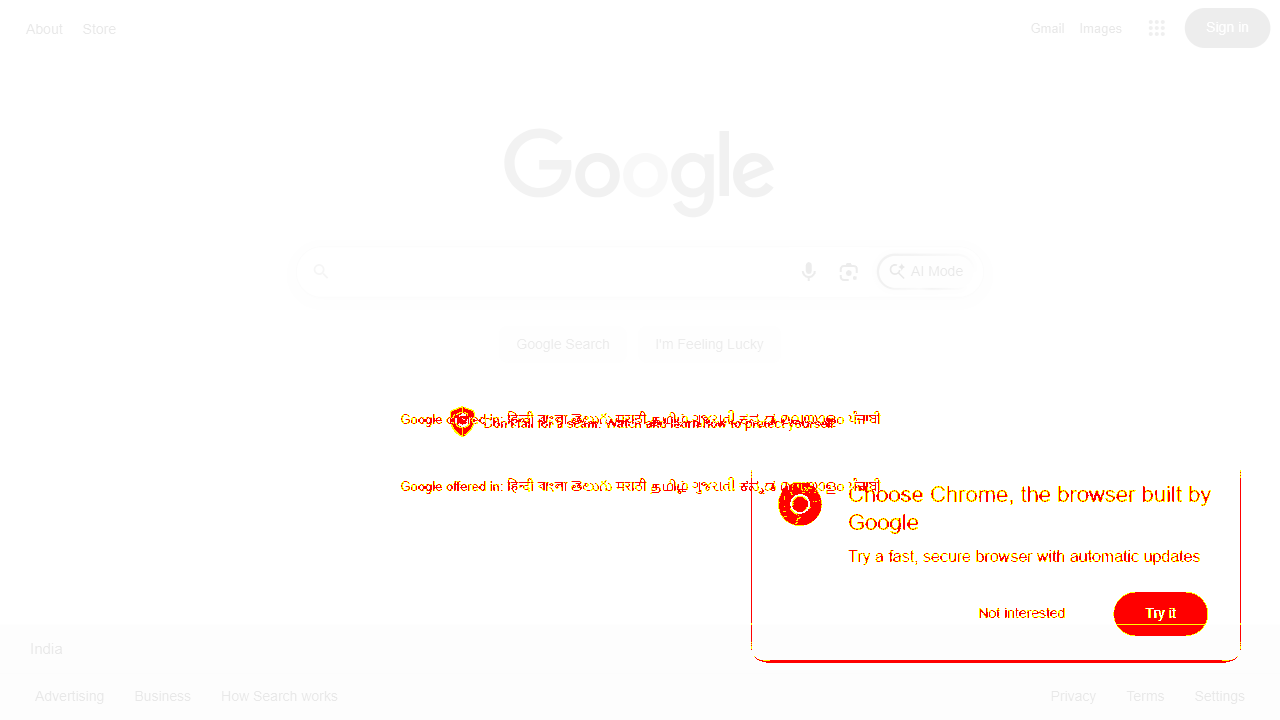 About Store Gmail Images Sign in
Google
AI Mode
Google Search I'm Feeling Lucky
Google offered in: हिन्दी বাংলা తెలుగు मराठी தமிழ் ગુજરાતી ಕನ್ನಡ മലയാളം ਪੰਜਾਬੀ
Don't fall for a scam: Watch and learn how to protect yourself
Google offered in: हिन्दी বাংলা తెలుగు मराठी தமிழ் ગુજરાતી ಕನ್ನಡ മലയാളം ਪੰਜਾਬੀ
Choose Chrome, the browser built by
Google
Try a fast, secure browser with automatic updates
Not interested Try it
India
Advertising Business How Search works Privacy Terms Settings